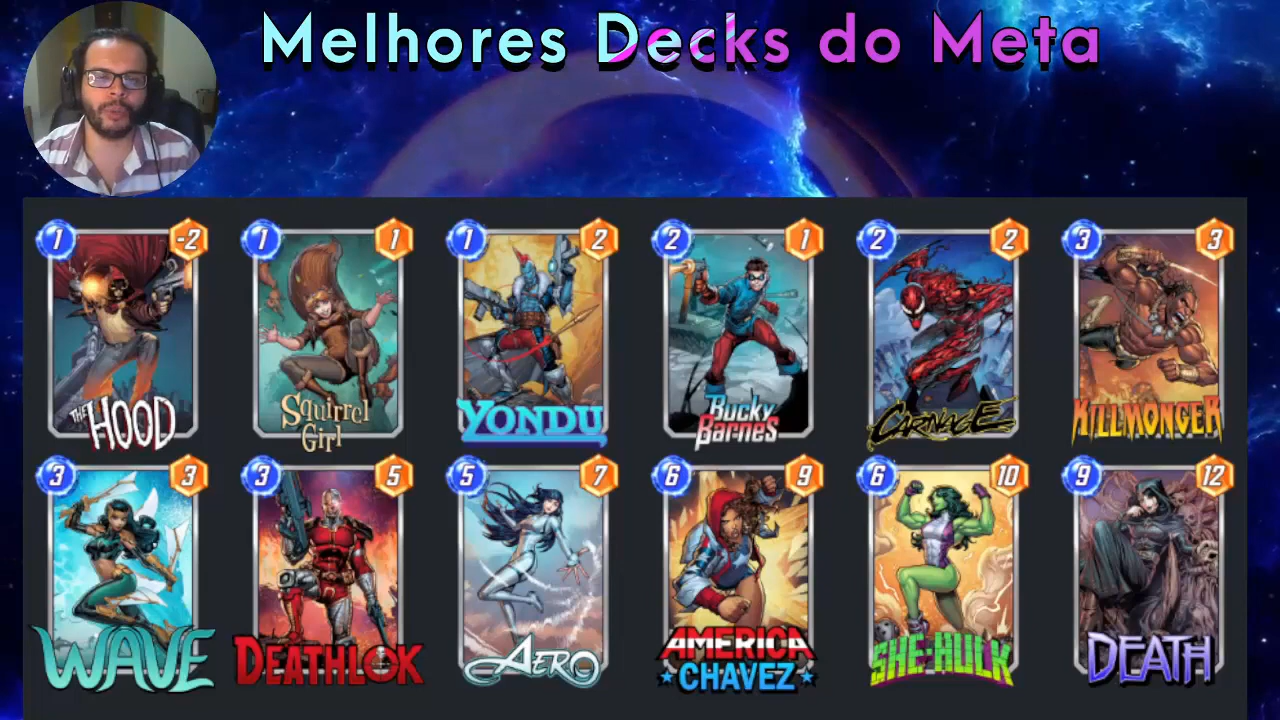 Melhores Decks do Meta
1 -2 1 1 1 2 2 1 2 2 3 3
THE HOOD
Squirrel Girl
YONDU
Bucky Barnes
CARNAGE
KILLMONGER
3 3 3 5 5 7 6 9 6 10 9 12
WAVE
DEATHLOK
AERO
AMERICA CHAVEZ
SHE-HULK
DEATH